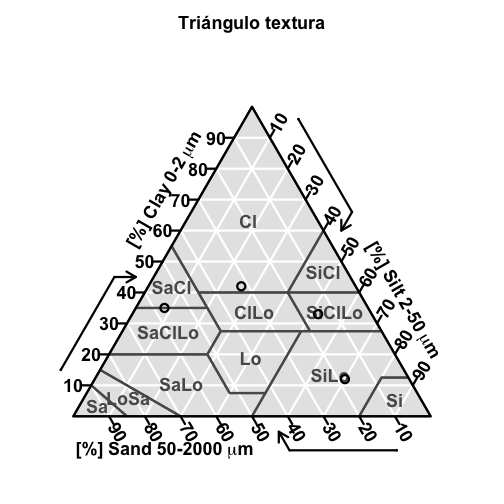 Triángulo textura
[%] Clay 0-2 μm
[%] Silt 2-50 μm
[%] Sand 50-2000 μm
90
80
70
60
50
40
30
20
10
10
20
30
40
50
60
70
80
90
90
80
70
60
50
40
30
20
10
Cl
SiCl
SaCl
ClLo
SiClLo
SaClLo
Lo
SiLo
SaLo
Si
LoSa
Sa